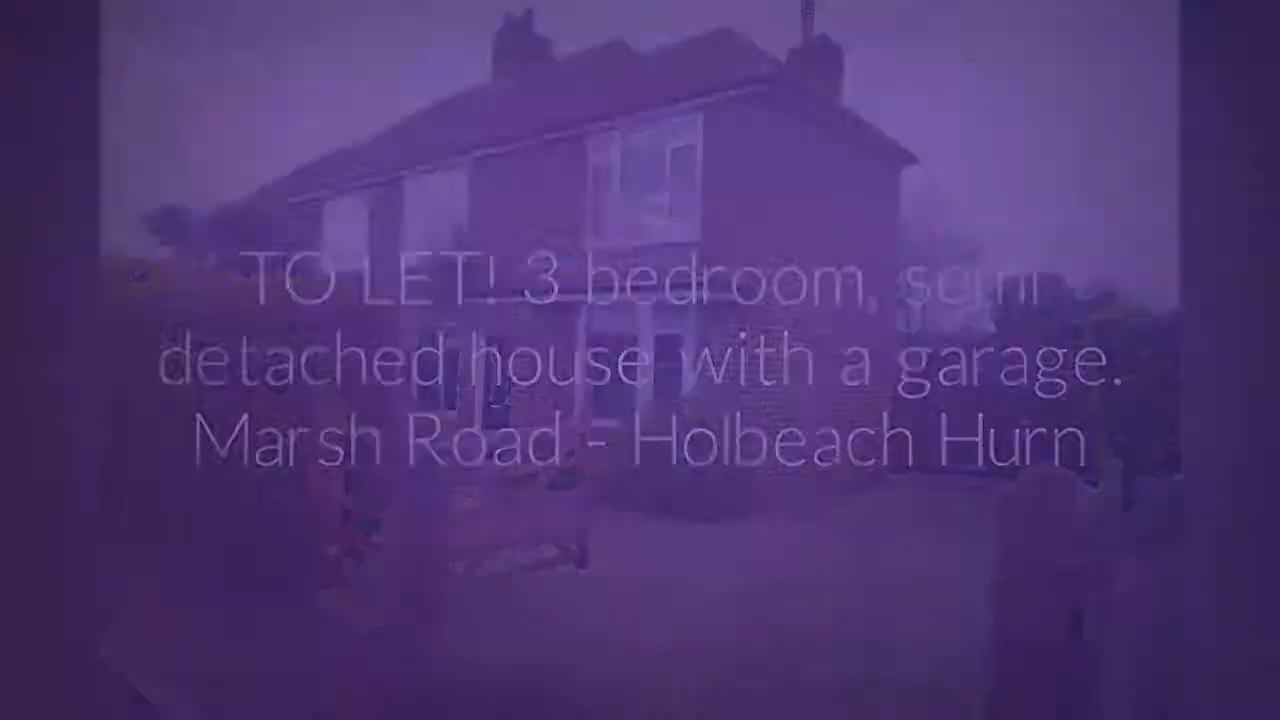 TO LET! 3 bedroom, semi
detached house with a garage.
Marsh Road - Holbeach Hurn